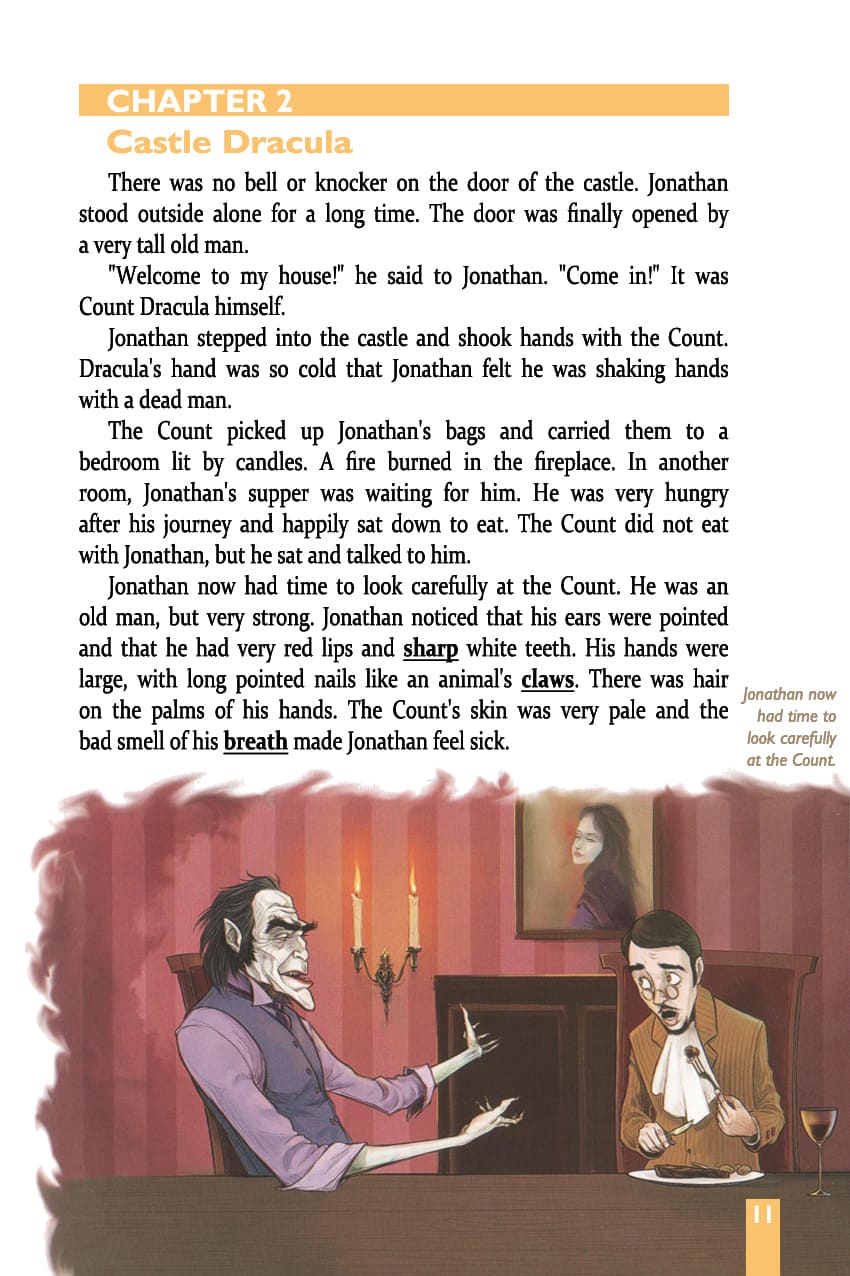 CHAPTER 2
Castle Dracula
There was no bell or knocker on the door of the castle. Jonathan
stood outside alone for a long time. The door was finally opened by
a very tall old man.
"Welcome to my house!" he said to Jonathan. "Come in!" It was
Count Dracula himself.
Jonathan stepped into the castle and shook hands with the Count.
Dracula's hand was so cold that Jonathan felt he was shaking hands
with a dead man.
The Count picked up Jonathan's bags and carried them to a
bedroom lit by candles. A fire burned in the fireplace. In another
room, Jonathan's supper was waiting for him. He was very hungry
after his journey and happily sat down to eat. The Count did not eat
with Jonathan, but he sat and talked to him.
Jonathan now had time to look carefully at the Count. He was an
old man, but very strong. Jonathan noticed that his ears were pointed
and that he had very red lips and sharp white teeth. His hands were
large, with long pointed nails like an animal's claws. There was hair
on the palms of his hands. The Count's skin was very pale and the
bad smell of his breath made Jonathan feel sick.
Jonathan now
had time to
look carefully
at the Count.
11